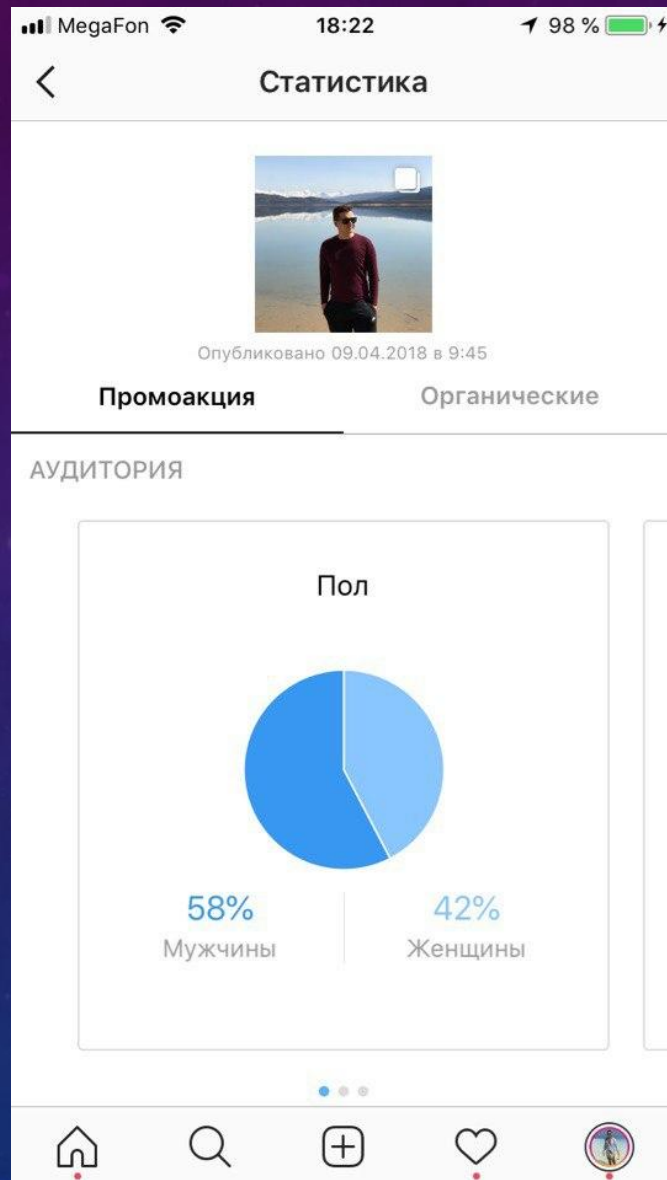 MegaFon 18:22 98 %
Статистика
Опубликовано 09.04.2018 в 9:45
Промоакция Органические
АУДИТОРИЯ
Пол
58% 42%
Мужчины Женщины